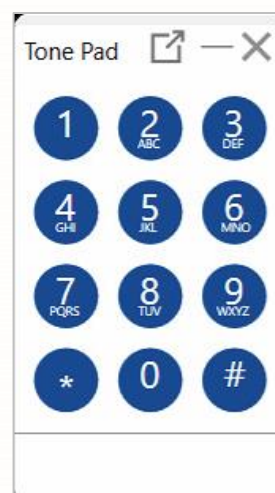 Tone Pad
1 2 3
ABC DEF
4 5 6
GHI JKL MNO
7 8 9
PQRS TUV WXYZ
* 0 #